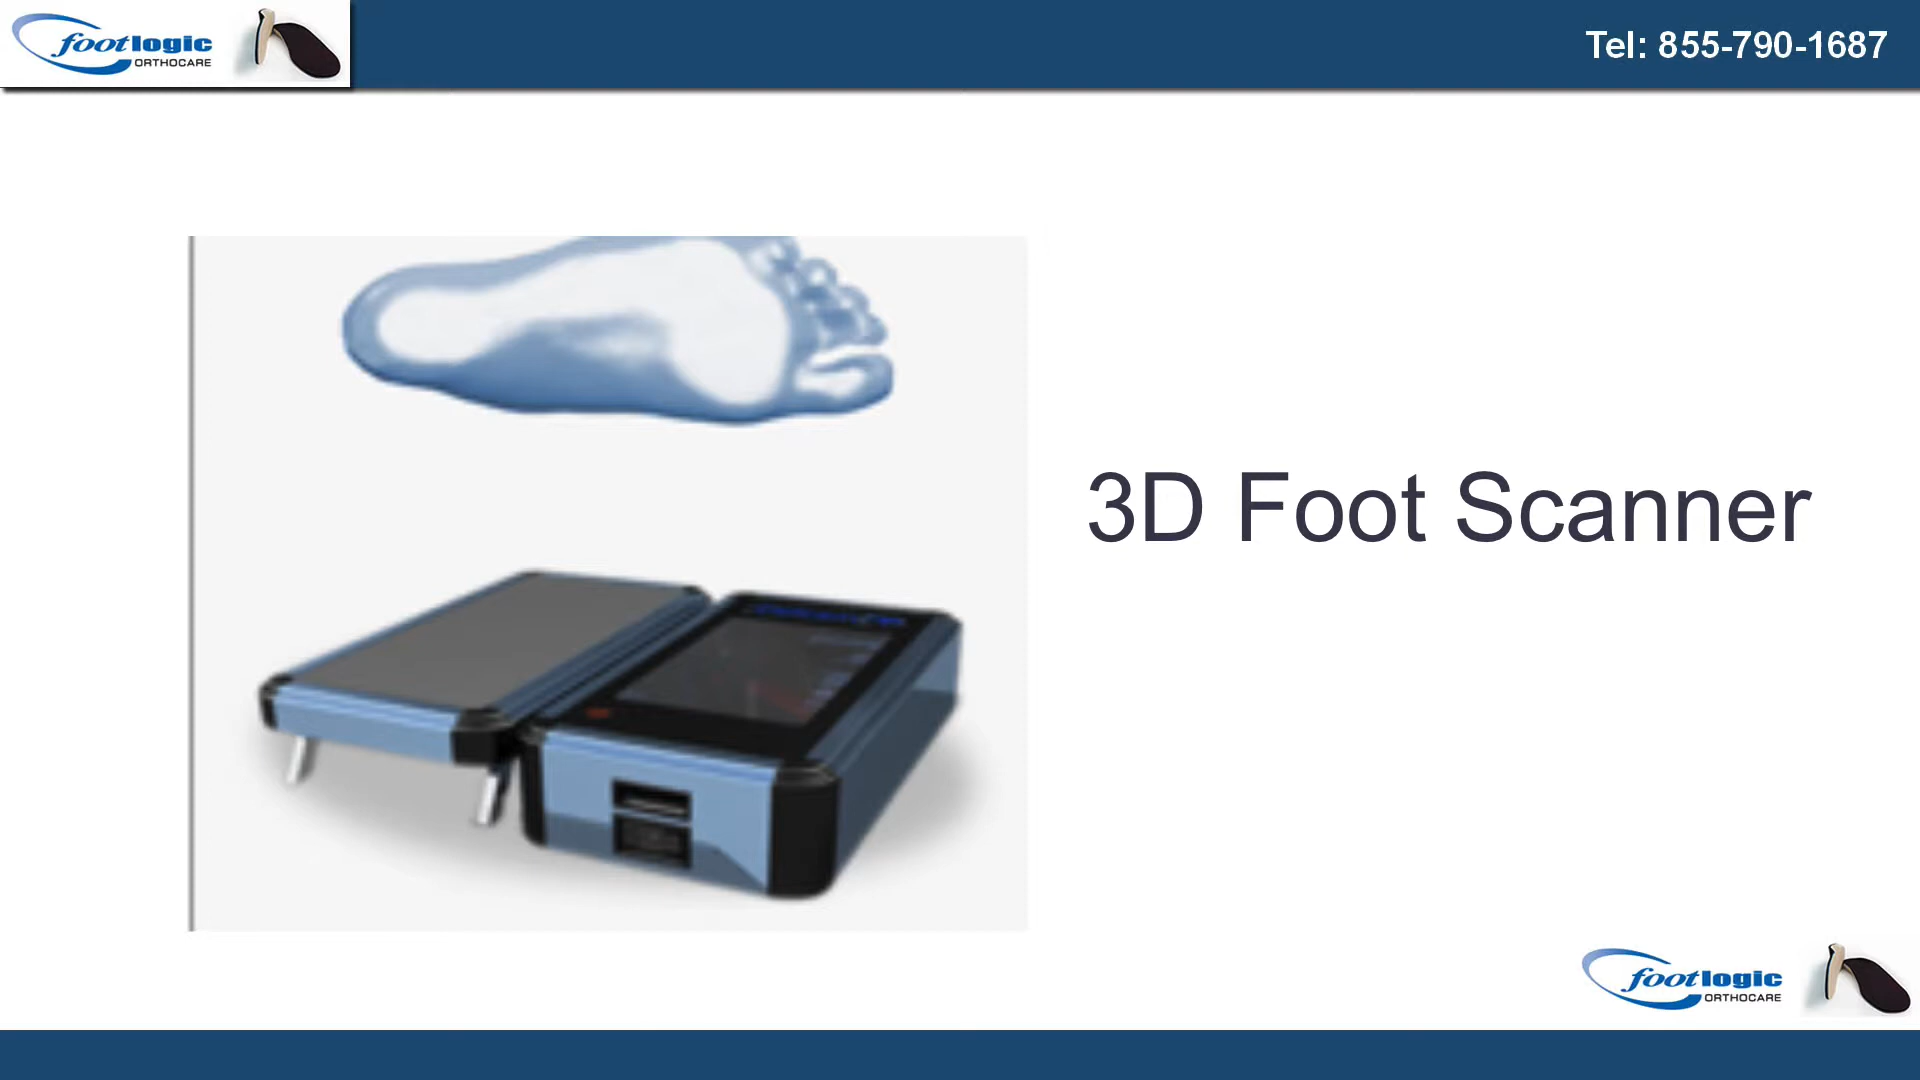 footlogic
ORTHOCARE
Tel: 855-790-1687
3D Foot Scanner
footlogic
ORTHOCARE